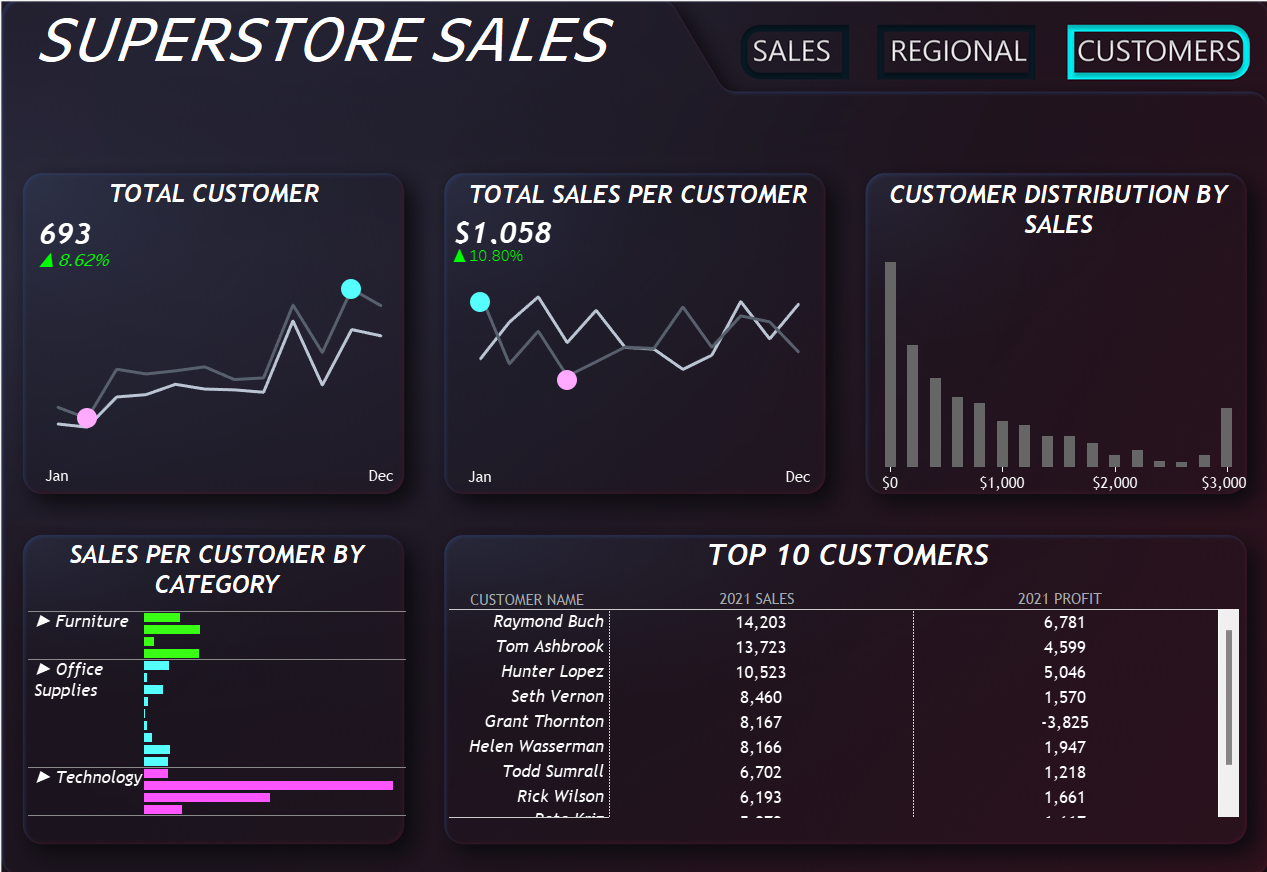 SUPERSTORE SALES
SALES
REGIONAL
CUSTOMERS
TOTAL CUSTOMER
693
▲ 8.62%
Jan
Dec
TOTAL SALES PER CUSTOMER
$1,058
▲ 10.80%
Jan
Dec
CUSTOMER DISTRIBUTION BY
SALES
$0
$1,000
$2,000
$3,000
SALES PER CUSTOMER BY
CATEGORY
Furniture
Office
Supplies
Technology
TOP 10 CUSTOMERS
CUSTOMER NAME 2021 SALES 2021 PROFIT
Raymond Buch 14,203 6,781
Tom Ashbrook 13,723 4,599
Hunter Lopez 10,523 5,046
Seth Vernon 8,460 1,570
Grant Thornton 8,167 -3,825
Helen Wasserman 8,166 1,947
Todd Sumrall 6,702 1,218
Rick Wilson 6,193 1,661